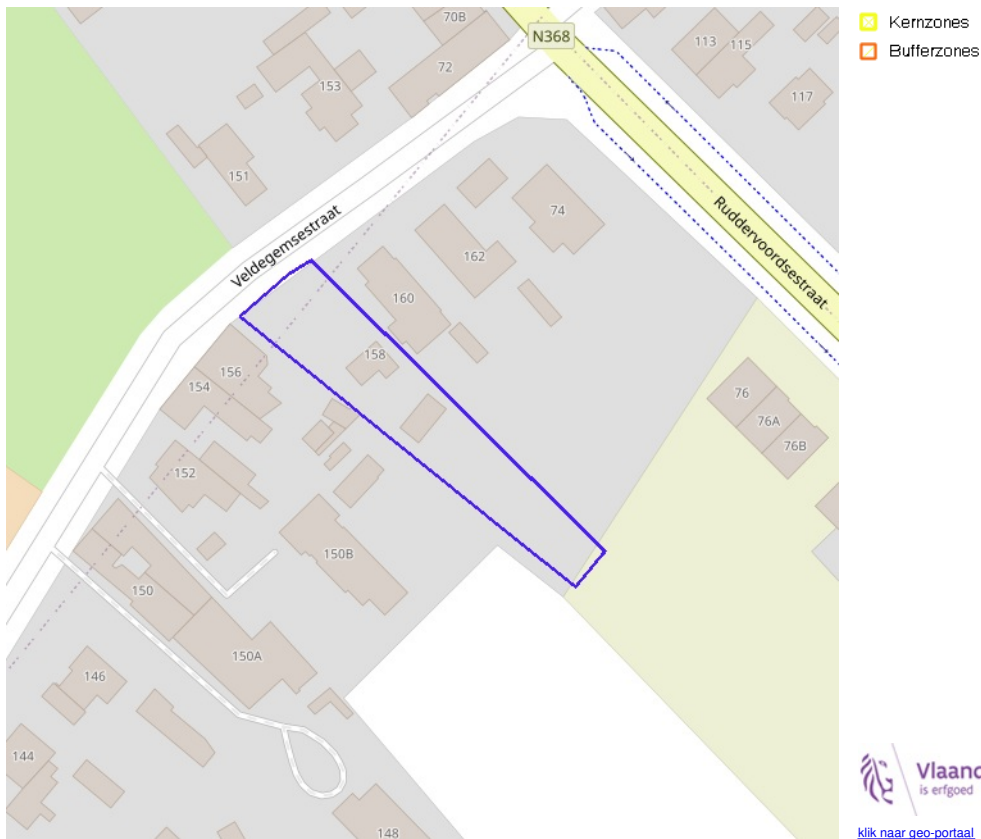 70B
N368
72
113
115
153
117
151
Ruddervoordsestraat
Veldegemsestraat
74
162
160
158
156
154
76
76A
76B
152
150B
150
150A
146
144
148
Kernzones
Bufferzones
Vlaand
is erfgoed
klik naar geo-portaal